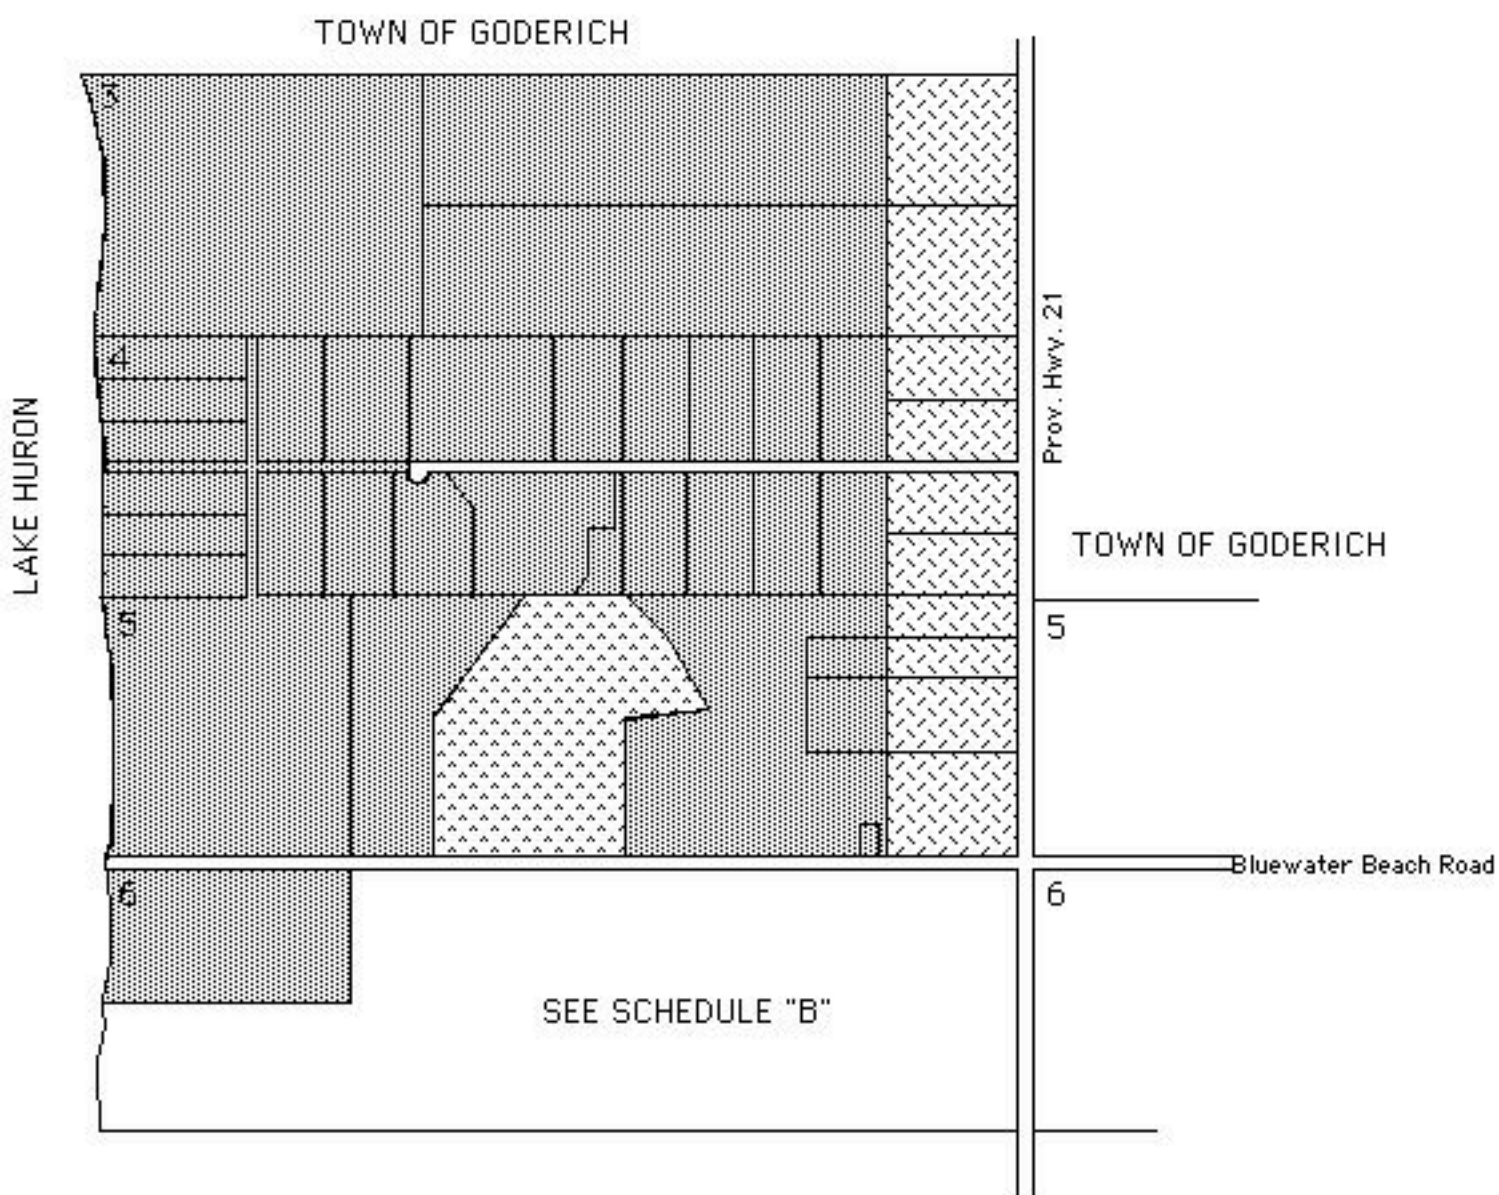 TOWN OF GODERICH
3
Prov. Hwy. 21
4
LAKE HURON
TOWN OF GODERICH
5
5
Bluewater Beach Road
6
6
SEE SCHEDULE "B"